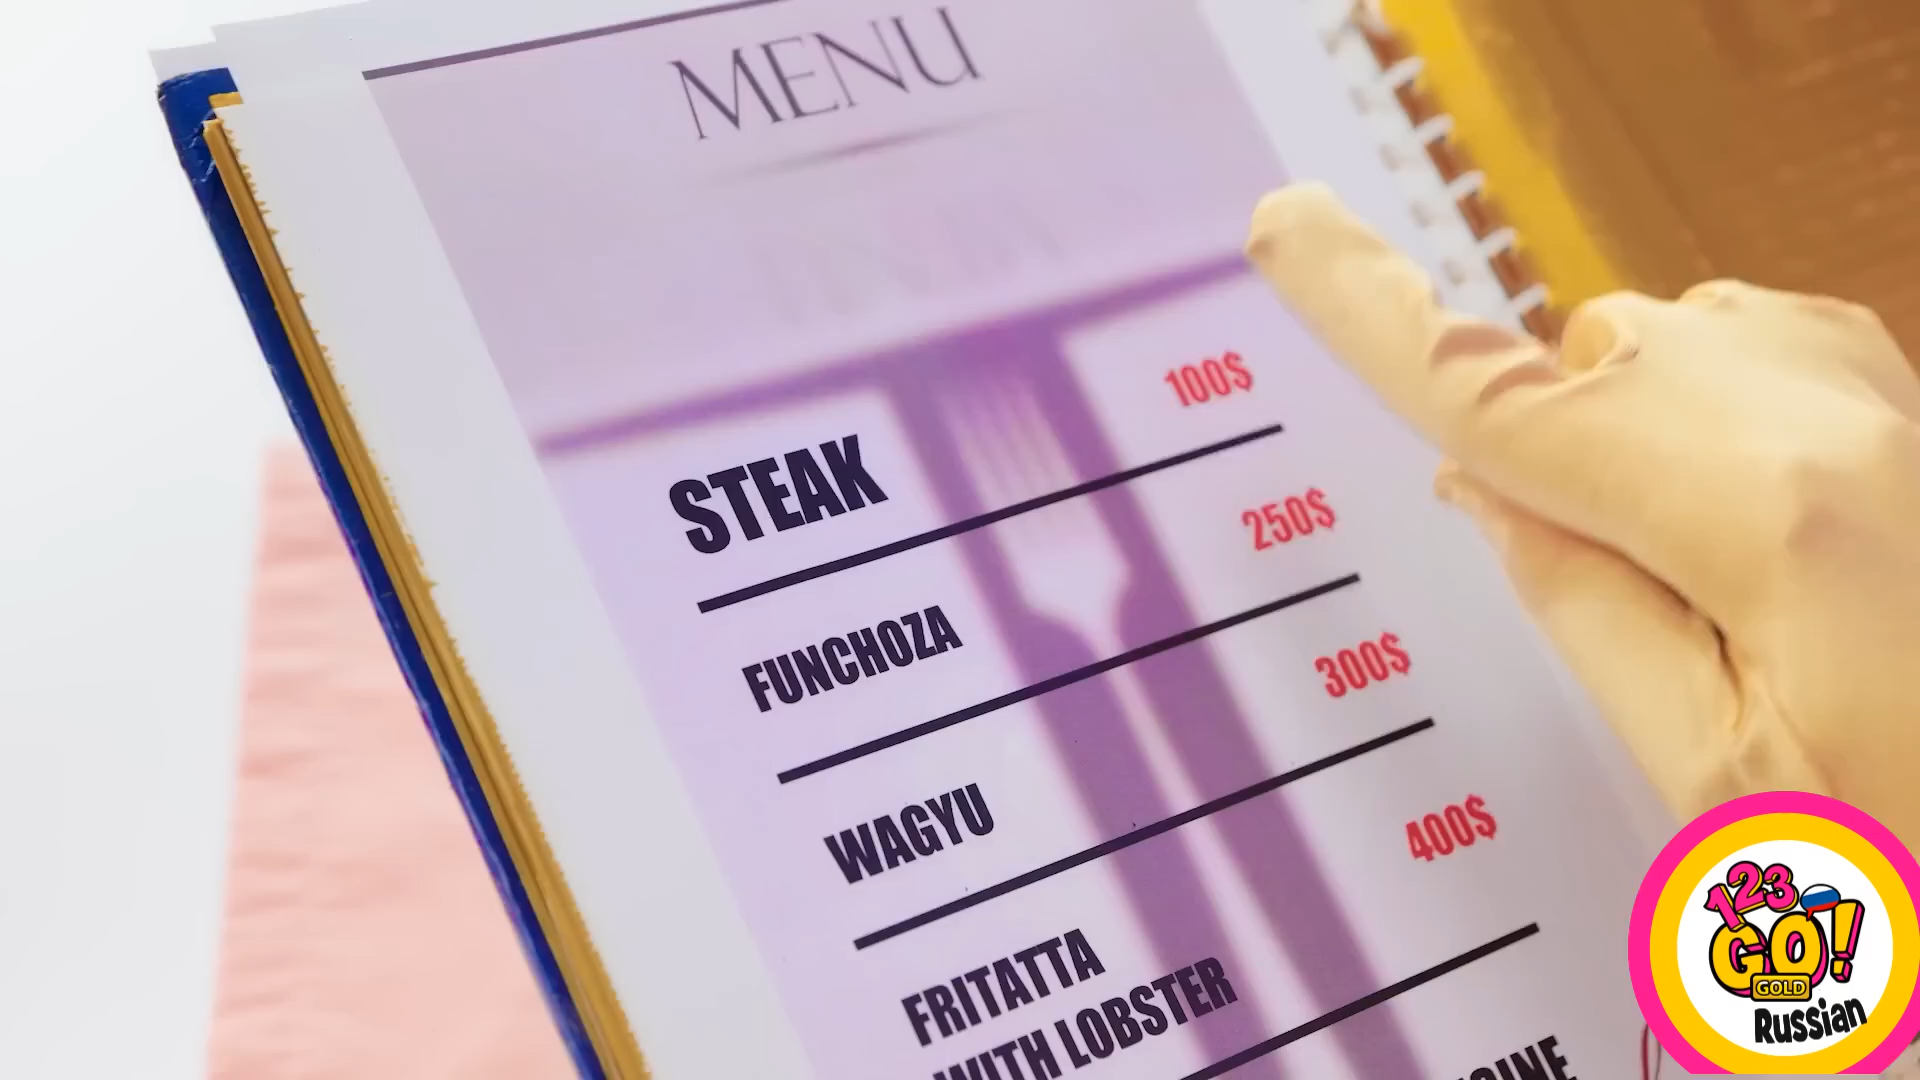 MENU
STEAK 100$
FUNCHOZA 250$
WAGYU 300$
FRITATTA 400$
WITH LOBSTER
123
GO!
GOLD
Russian